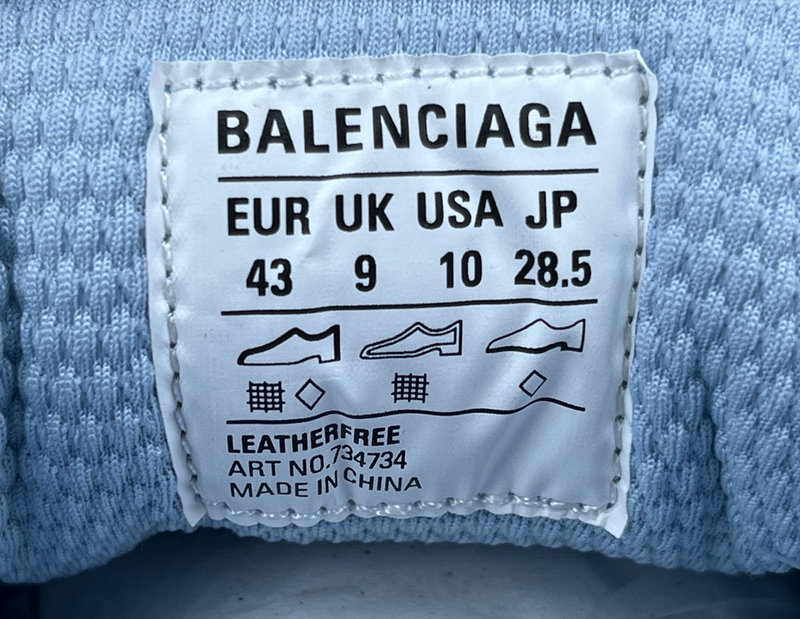 BALENCIAGA
EUR UK USA JP
43 9 10 28.5
LEATHERFREE
ART NO.734734
MADE IN CHINA